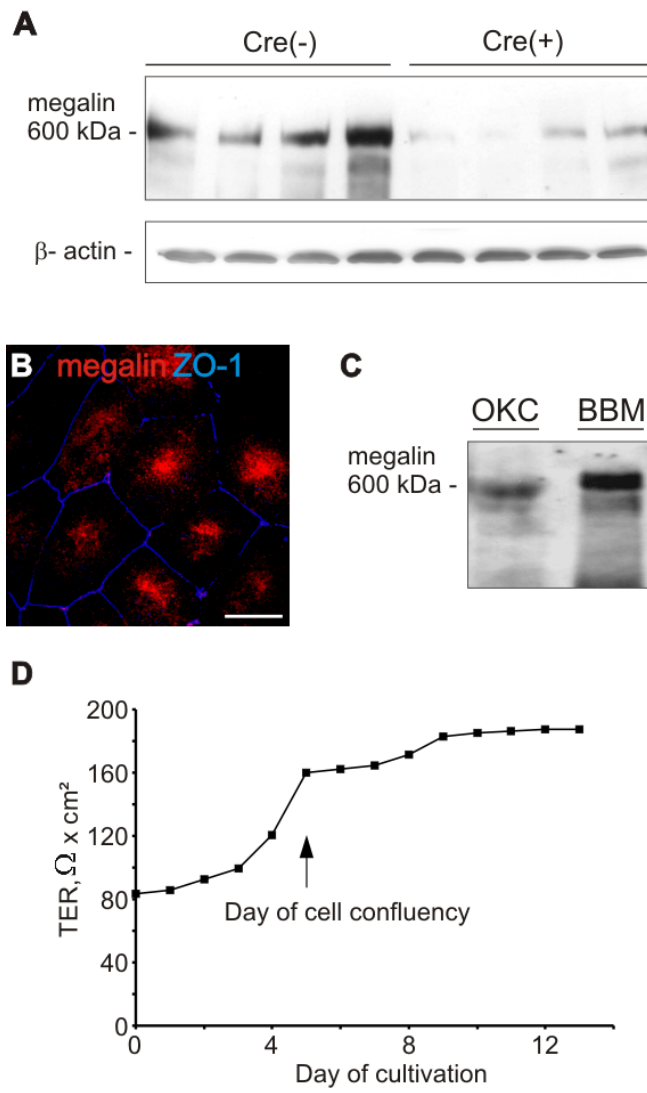 A
Cre(-) Cre(+)
megalin
600 kDa -
β- actin -
B megalin ZO-1
C
OKC BBM
megalin
600 kDa -
D
TER, Ω x cm²
200
160
120
80
40
0
Day of cell confluency
0 4 8 12
Day of cultivation